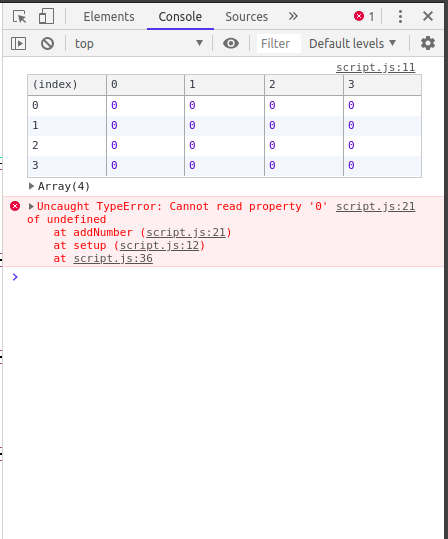 Elements Console Sources » 1
top Filter Default levels
script.js:11
(index) 0 1 2 3
0 0 0 0 0
1 0 0 0 0
2 0 0 0 0
3 0 0 0 0
Array(4)
Uncaught TypeError: Cannot read property '0' script.js:21
of undefined
at addNumber (script.js:21)
at setup (script.js:12)
at script.js:36